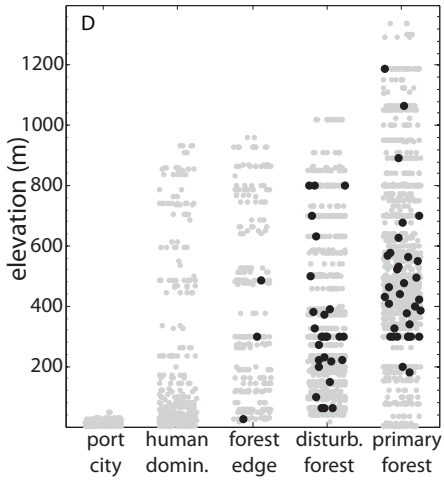 D
1200
1000
800
600
400
200
elevation (m)
port human forest disturb. primary
city domin. edge forest forest